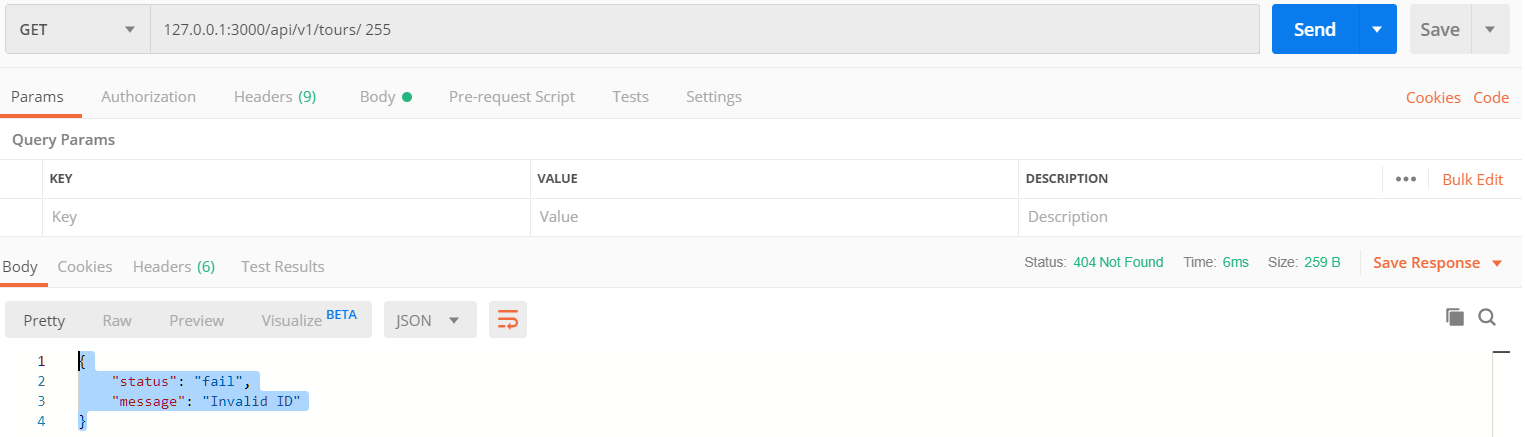 GET 127.0.0.1:3000/api/v1/tours/ 255 Send Save
Params Authorization Headers (9) Body Pre-request Script Tests Settings Cookies Code
Query Params
KEY VALUE DESCRIPTION ••• Bulk Edit
Key Value Description
Body Cookies Headers (6) Test Results Status: 404 Not Found Time: 6ms Size: 259 B Save Response
Pretty Raw Preview Visualize BETA JSON
1 {
2 "status": "fail",
3 "message": "Invalid ID"
4 }